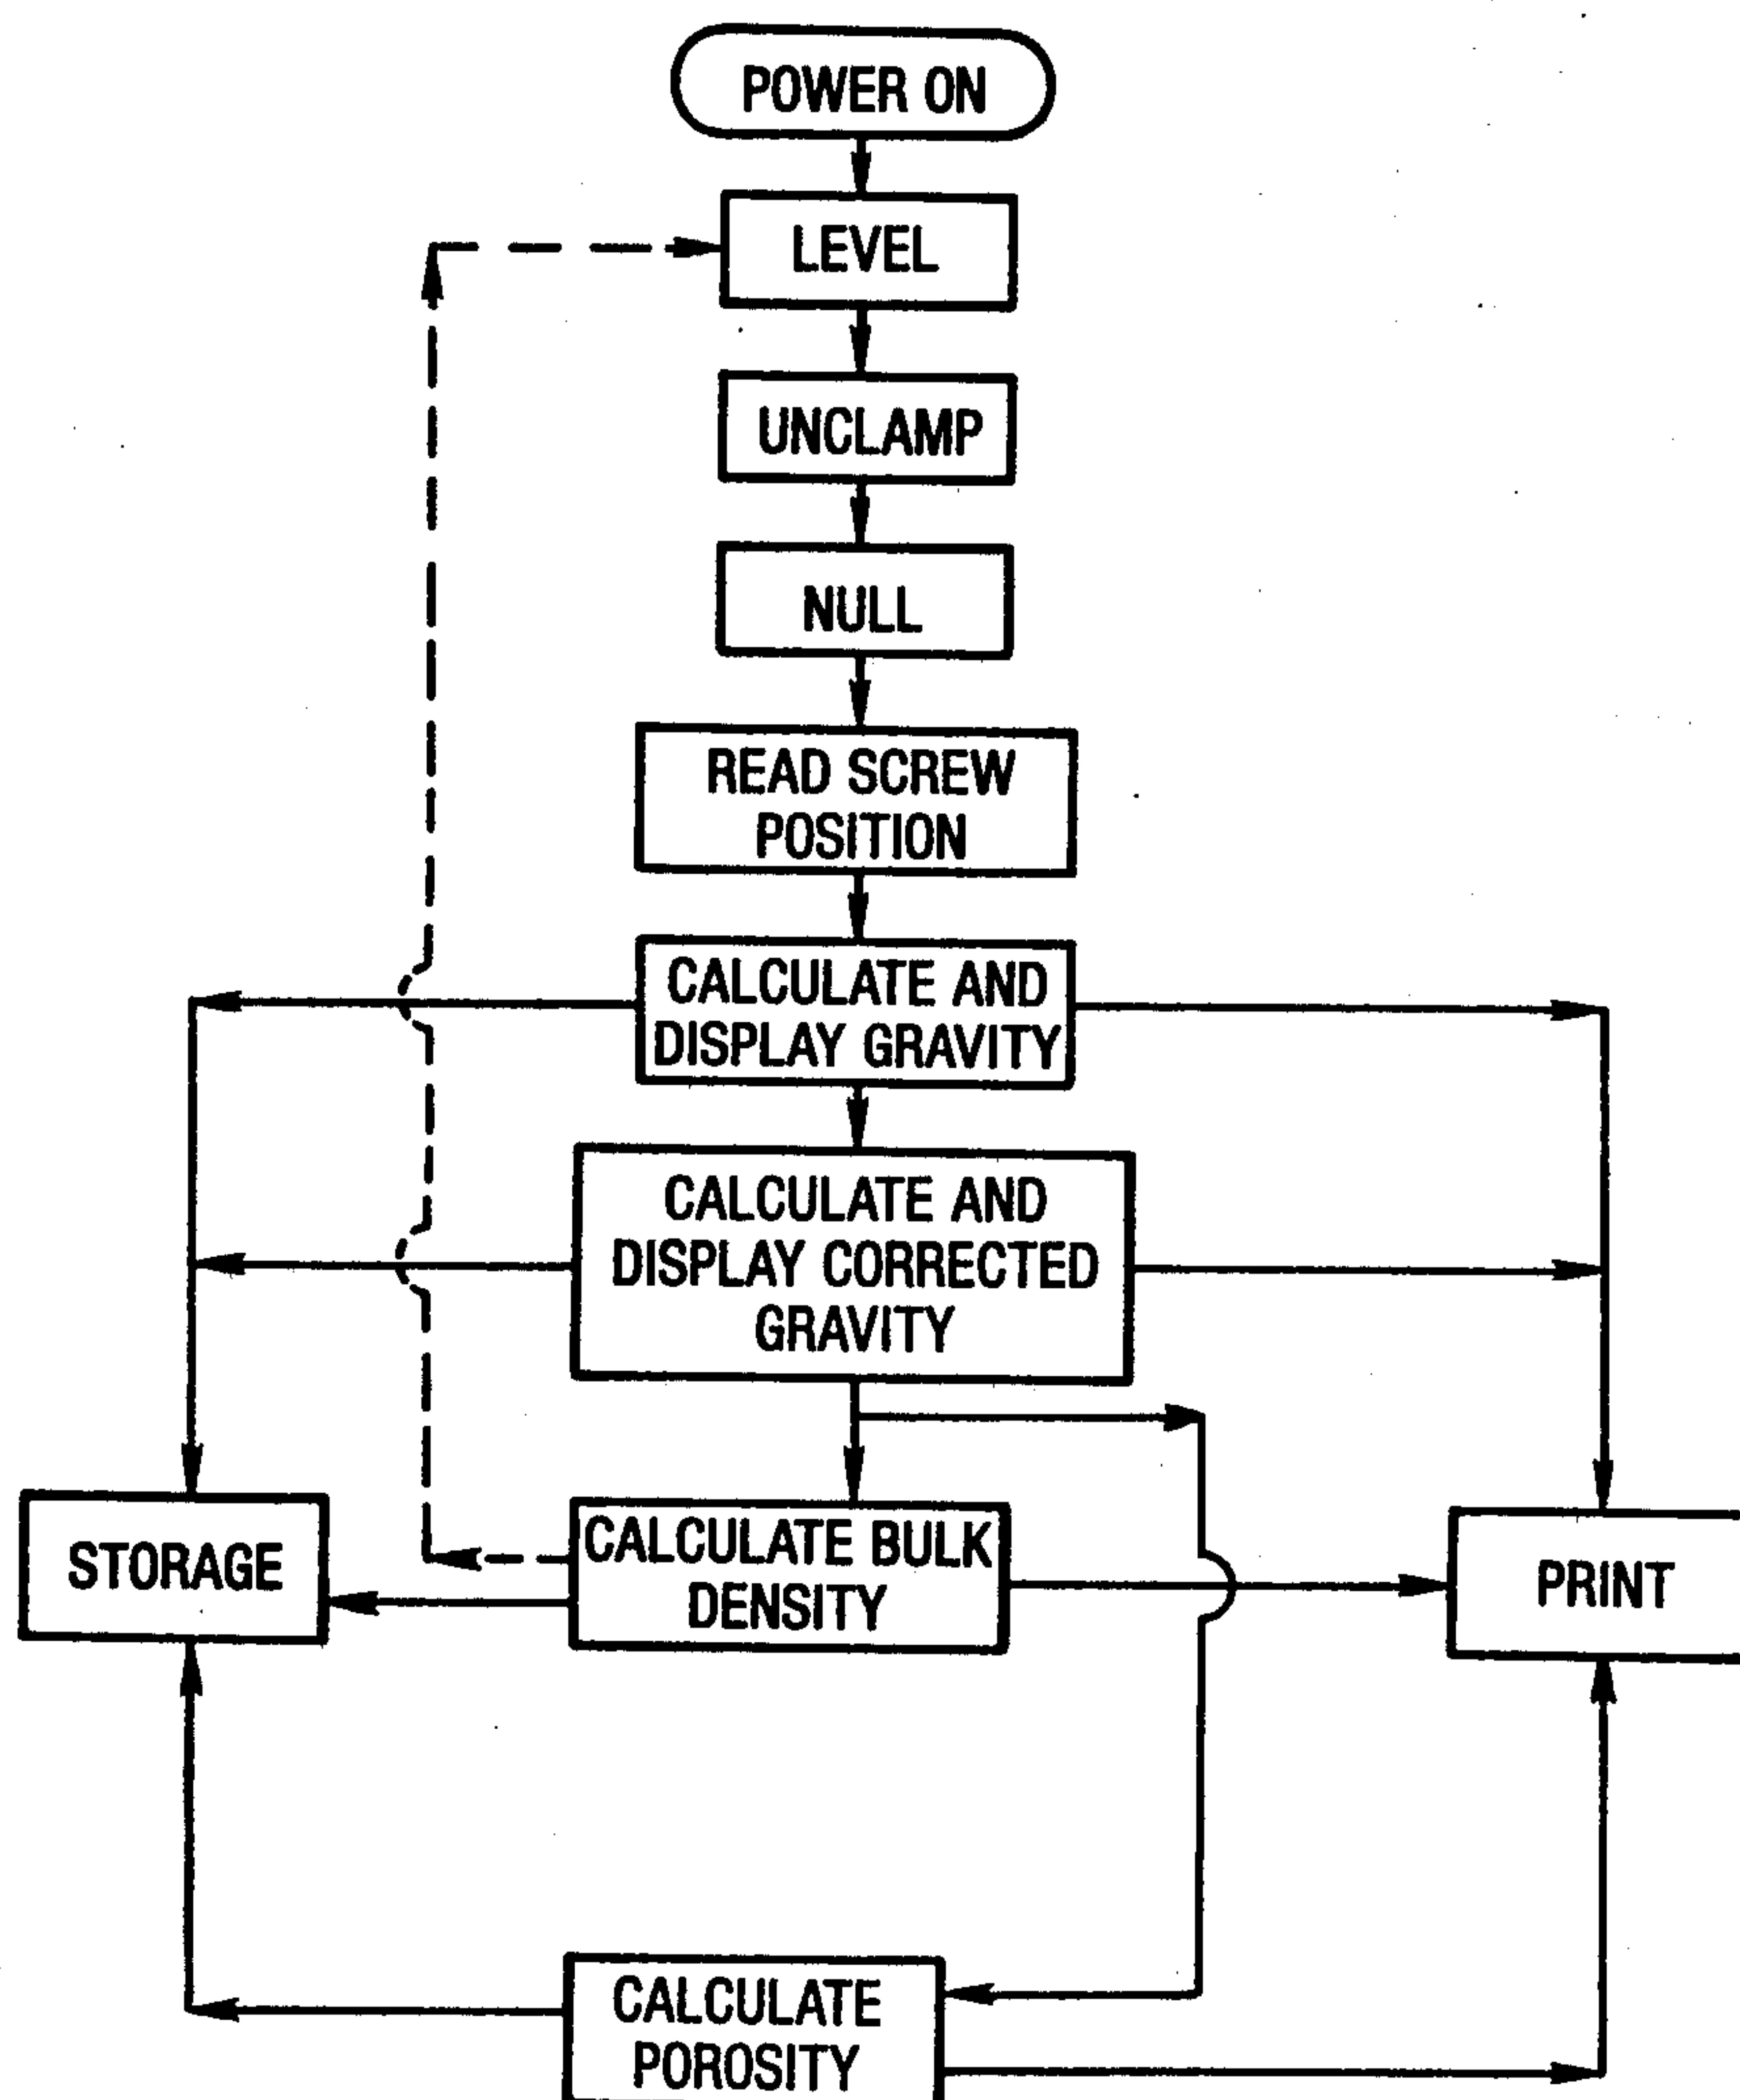 POWER ON
LEVEL
UNCLAMP
NULL
READ SCREW
POSITION
CALCULATE AND
DISPLAY GRAVITY
CALCULATE AND
DISPLAY CORRECTED
GRAVITY
STORAGE
CALCULATE BULK
DENSITY
PRINT
CALCULATE
POROSITY